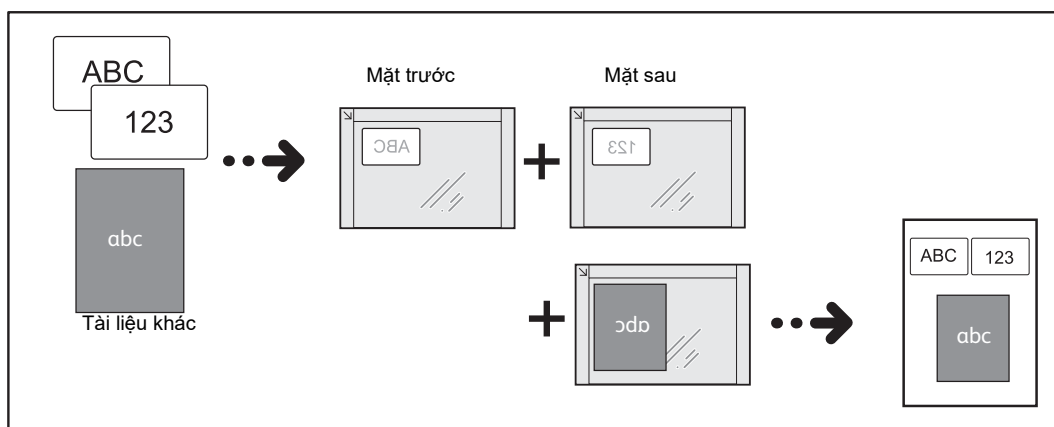 ABC
123
abc
Tài liệu khác
Mặt trước
Mặt sau
ABC
123
abc
ABC
123
abc